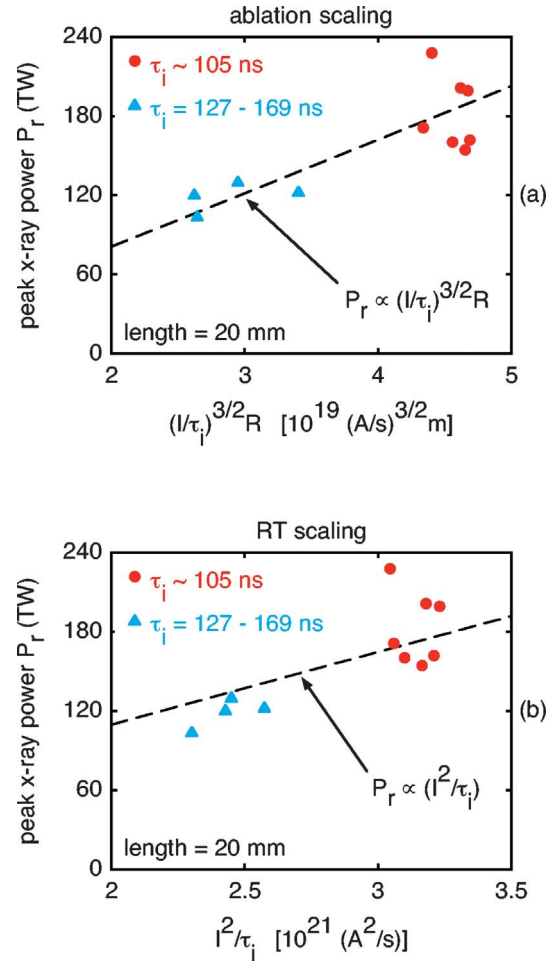 ablation scaling
240
180
120
60
0
peak x-ray power Pᵣ (TW)
τᵢ ~ 105 ns
τᵢ = 127 - 169 ns
(a)
Pᵣ ∝ (I/τᵢ)³/²R
length = 20 mm
2 3 4 5
(I/τᵢ)³/²R [10¹⁹ (A/s)³/²m]
RT scaling
240
180
120
60
0
peak x-ray power Pᵣ (TW)
τᵢ ~ 105 ns
τᵢ = 127 - 169 ns
(b)
Pᵣ ∝ (I²/τᵢ)
length = 20 mm
2 2.5 3 3.5
I²/τᵢ [10²¹ (A²/s)]